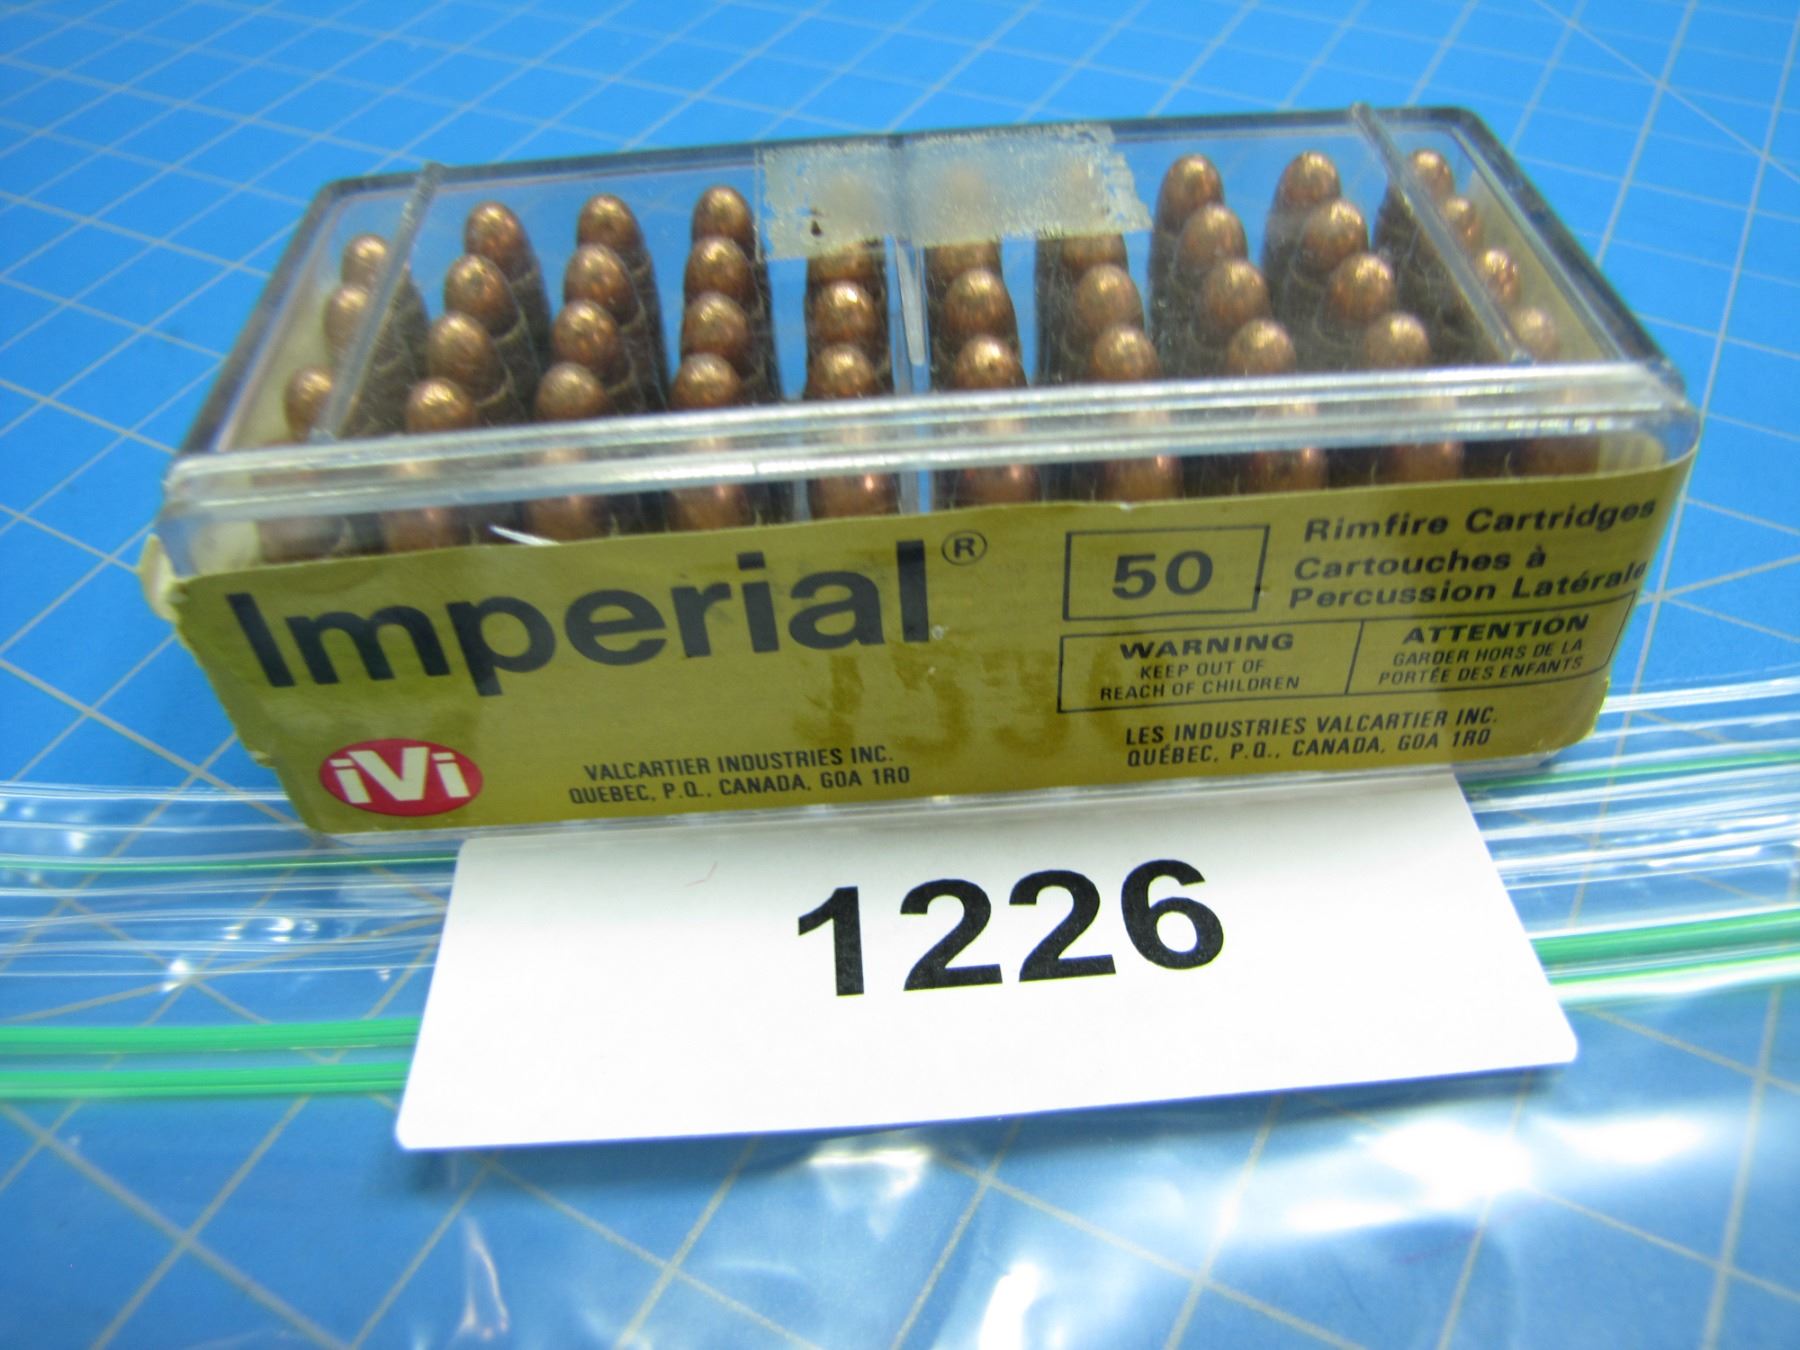 Imperial®
50
Rimfire Cartridges
Cartouches à
Percussion Latérale
WARNING
KEEP OUT OF
REACH OF CHILDREN
ATTENTION
GARDER HORS DE LA
PORTÉE DES ENFANTS
iVi
VALCARTIER INDUSTRIES INC.
QUEBEC, P.Q., CANADA, G0A 1R0
LES INDUSTRIES VALCARTIER INC.
QUÉBEC, P.Q., CANADA, G0A 1R0
1226